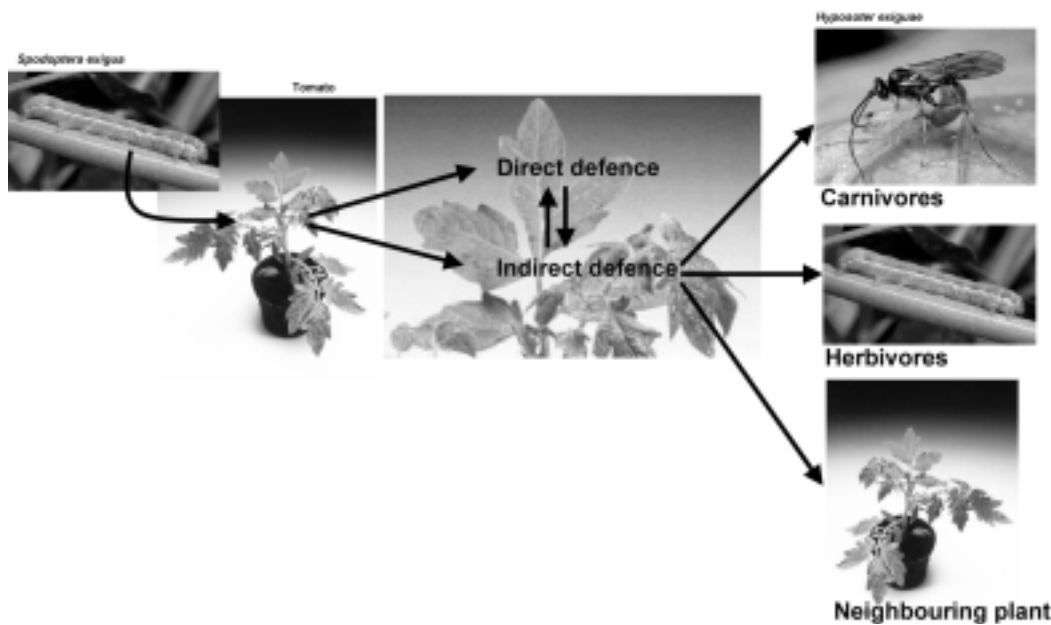 Hyposoter exiguae
Spodoptera exigua
Tomato
Direct defence
Indirect defence
Carnivores
Herbivores
Neighbouring plant